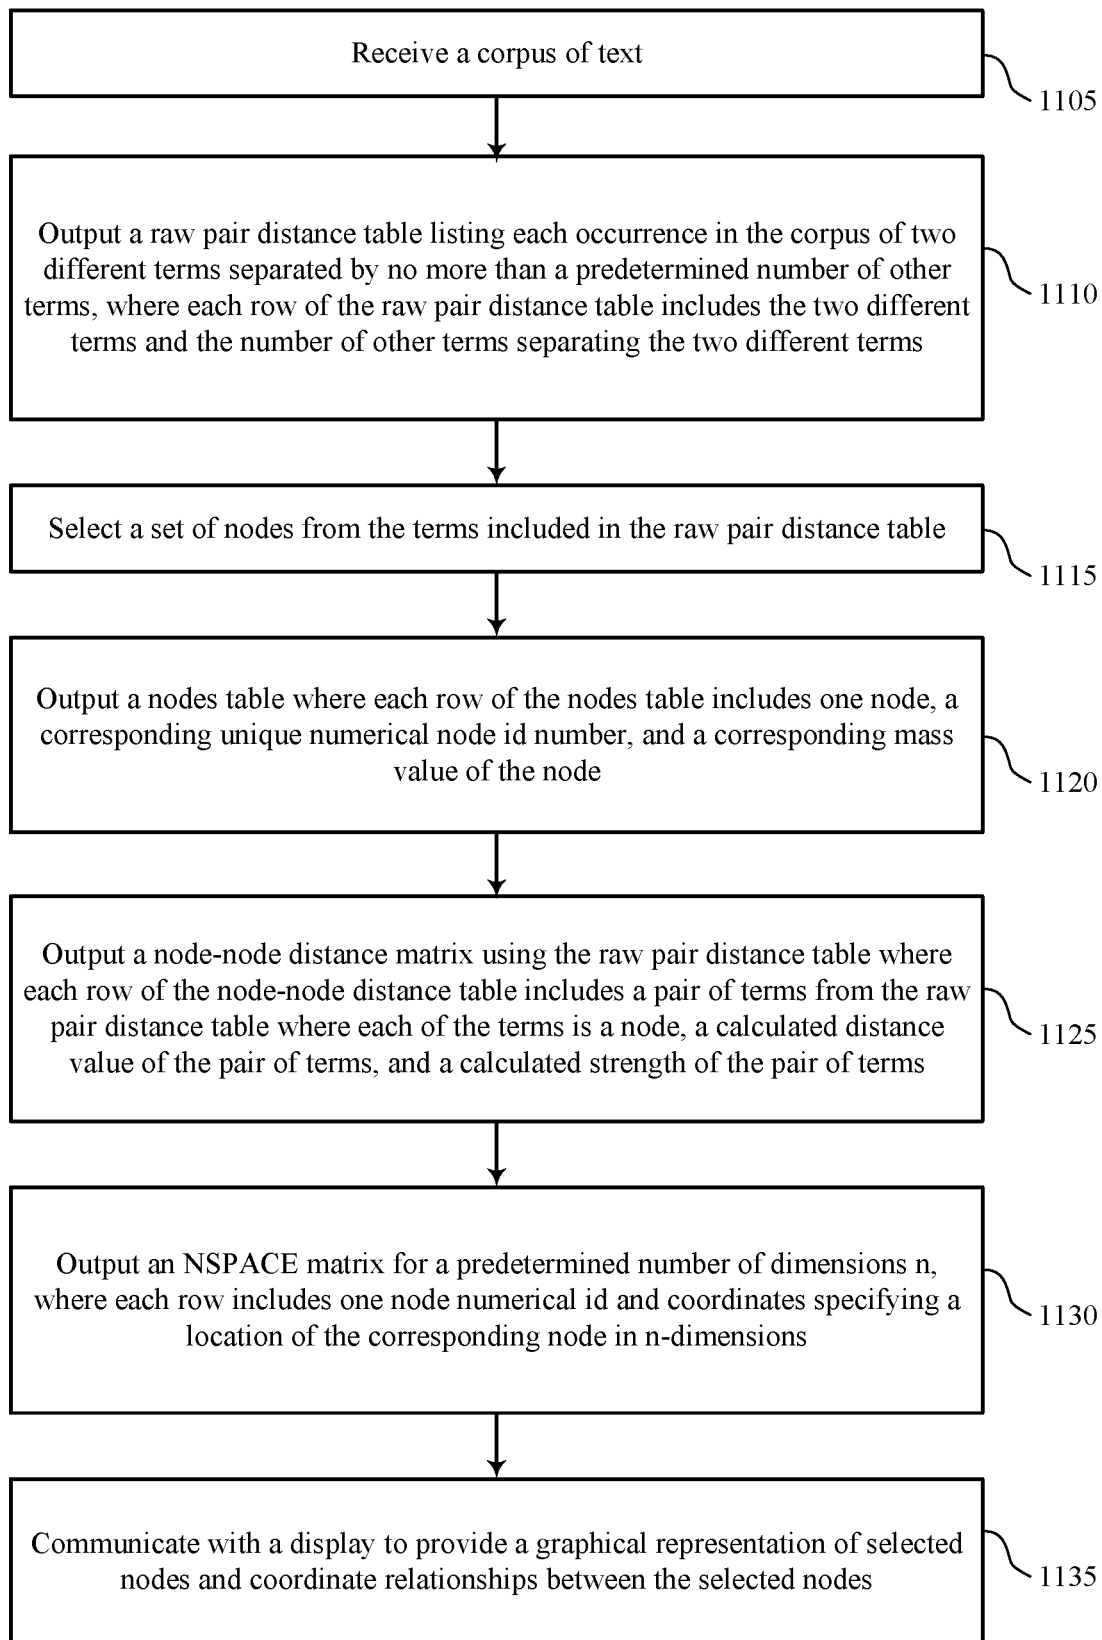 Receive a corpus of text
1105
Output a raw pair distance table listing each occurrence in the corpus of two
different terms separated by no more than a predetermined number of other
terms, where each row of the raw pair distance table includes the two different
terms and the number of other terms separating the two different terms
1110
Select a set of nodes from the terms included in the raw pair distance table
1115
Output a nodes table where each row of the nodes table includes one node, a
corresponding unique numerical node id number, and a corresponding mass
value of the node
1120
Output a node-node distance matrix using the raw pair distance table where
each row of the node-node distance table includes a pair of terms from the raw
pair distance table where each of the terms is a node, a calculated distance
value of the pair of terms, and a calculated strength of the pair of terms
1125
Output an NSPACE matrix for a predetermined number of dimensions n,
where each row includes one node numerical id and coordinates specifying a
location of the corresponding node in n-dimensions
1130
Communicate with a display to provide a graphical representation of selected
nodes and coordinate relationships between the selected nodes
1135